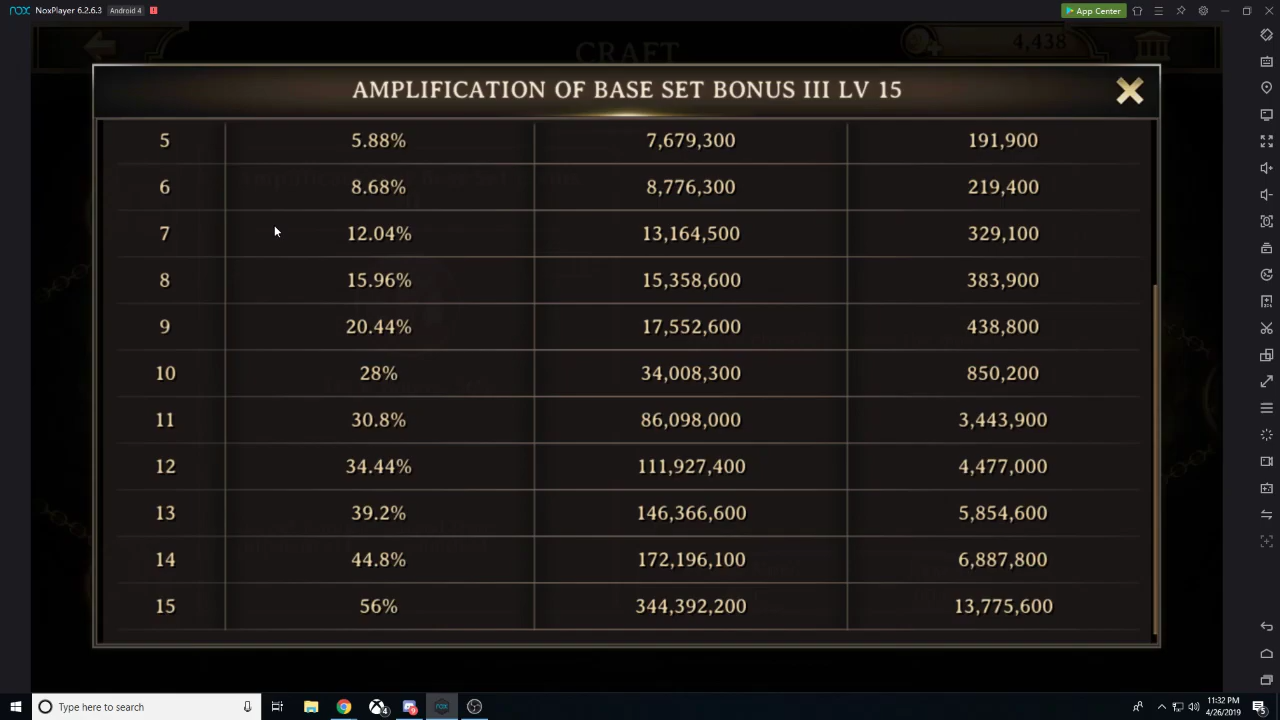 NoxPlayer 6.2.6.3 Android 4
App Center
CRAFT
4,438
AMPLIFICATION OF BASE SET BONUS III LV 15
5 5.88% 7,679,300 191,900
6 8.68% 8,776,300 219,400
7 12.04% 13,164,500 329,100
8 15.96% 15,358,600 383,900
9 20.44% 17,552,600 438,800
10 28% 34,008,300 850,200
11 30.8% 86,098,000 3,443,900
12 34.44% 111,927,400 4,477,000
13 39.2% 146,366,600 5,854,600
14 44.8% 172,196,100 6,887,800
15 56% 344,392,200 13,775,600
Type here to search
11:32 PM
4/26/2019